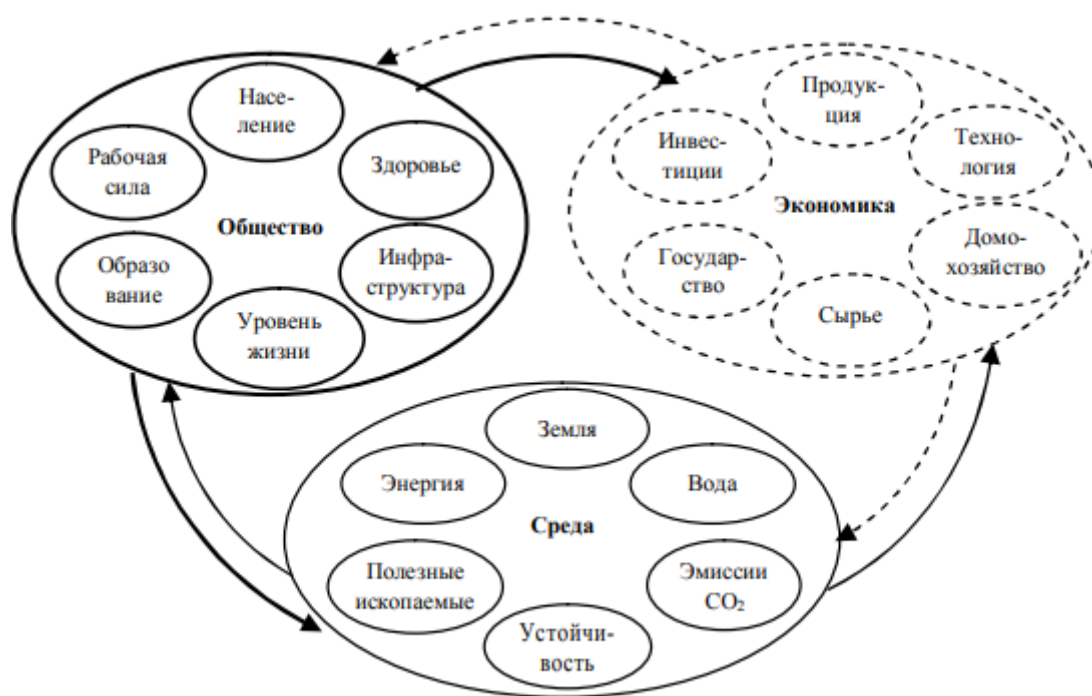 Насе-
ление
Рабочая
сила
Здоровье
Общество
Образо
вание
Инфра-
структура
Уровень
жизни
Продук-
ция
Инвес-
тиции
Техно-
логия
Экономика
Государ-
ство
Домо-
хозяйство
Сырье
Земля
Энергия
Вода
Среда
Полезные
ископаемые
Эмиссии
CO₂
Устойчи-
вость